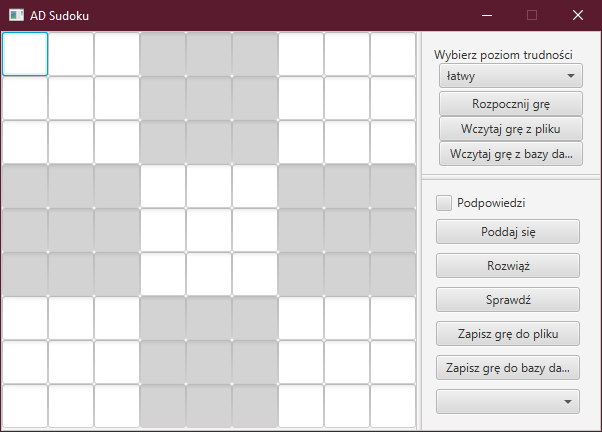 AD Sudoku
Wybierz poziom trudności
łatwy
Rozpocznij grę
Wczytaj grę z pliku
Wczytaj grę z bazy da...
Podpowiedzi
Poddaj się
Rozwiąż
Sprawdź
Zapisz grę do pliku
Zapisz grę do bazy da...